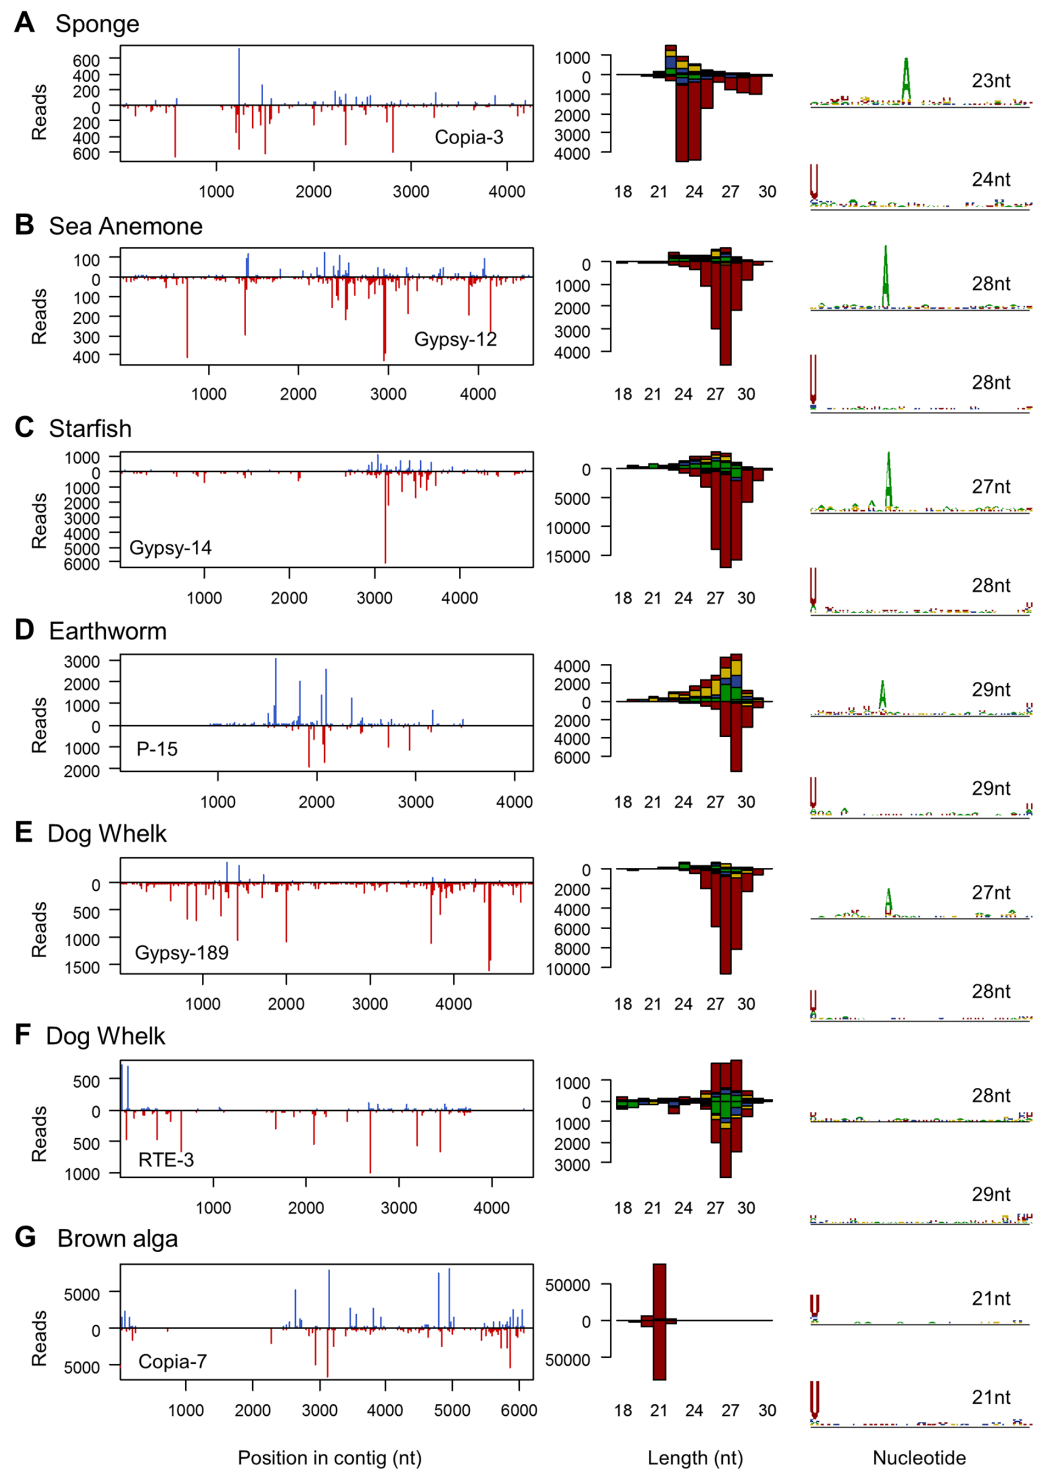 A Sponge
600
400
200
0
200
400
600
Reads
Copia-3
1000 2000 3000 4000
1000
0
1000
2000
3000
4000
18 21 24 27 30
23nt
24nt
B Sea Anemone
100
0
100
200
300
400
Reads
Gypsy-12
1000 2000 3000 4000
0
1000
2000
3000
4000
18 21 24 27 30
28nt
28nt
C Starfish
1000
0
1000
2000
3000
4000
5000
6000
Reads
Gypsy-14
1000 2000 3000 4000
0
5000
10000
15000
18 21 24 27 30
27nt
28nt
D Earthworm
3000
2000
1000
0
1000
2000
Reads
P-15
1000 2000 3000 4000
4000
2000
0
2000
4000
6000
18 21 24 27 30
29nt
29nt
E Dog Whelk
0
500
1000
1500
Reads
Gypsy-189
1000 2000 3000 4000
0
2000
4000
6000
8000
10000
18 21 24 27 30
27nt
28nt
F Dog Whelk
500
0
500
1000
Reads
RTE-3
1000 2000 3000 4000
1000
0
1000
2000
3000
18 21 24 27 30
28nt
29nt
G Brown alga
5000
0
5000
Reads
Copia-7
1000 2000 3000 4000 5000 6000
50000
0
50000
18 21 24 27 30
21nt
21nt
Position in contig (nt) Length (nt) Nucleotide